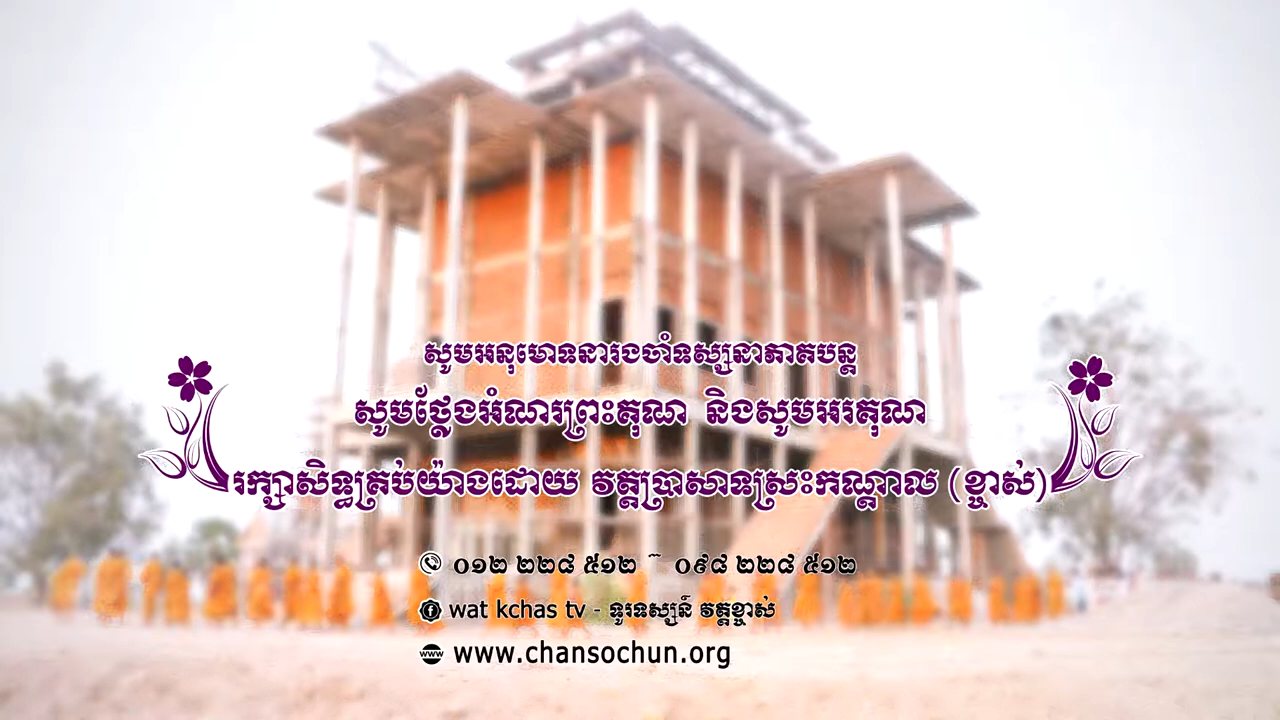 សូមអនុមោទនារងចាំទស្សនាភាគបន្ត
សូមថ្លែងអំណរព្រះគុណ និងសូមអរគុណ
រក្សាសិទ្ធគ្រប់យ៉ាងដោយ វត្តប្រាសាទស្រះកណ្តាល (ខ្ចាស់)
០១២ ២២៨ ៥១២ - ០៩៨ ២២៨ ៥១២
wat kchas tv - ទូរទស្សន៍ វត្តខ្ចាស់
www.chansochun.org